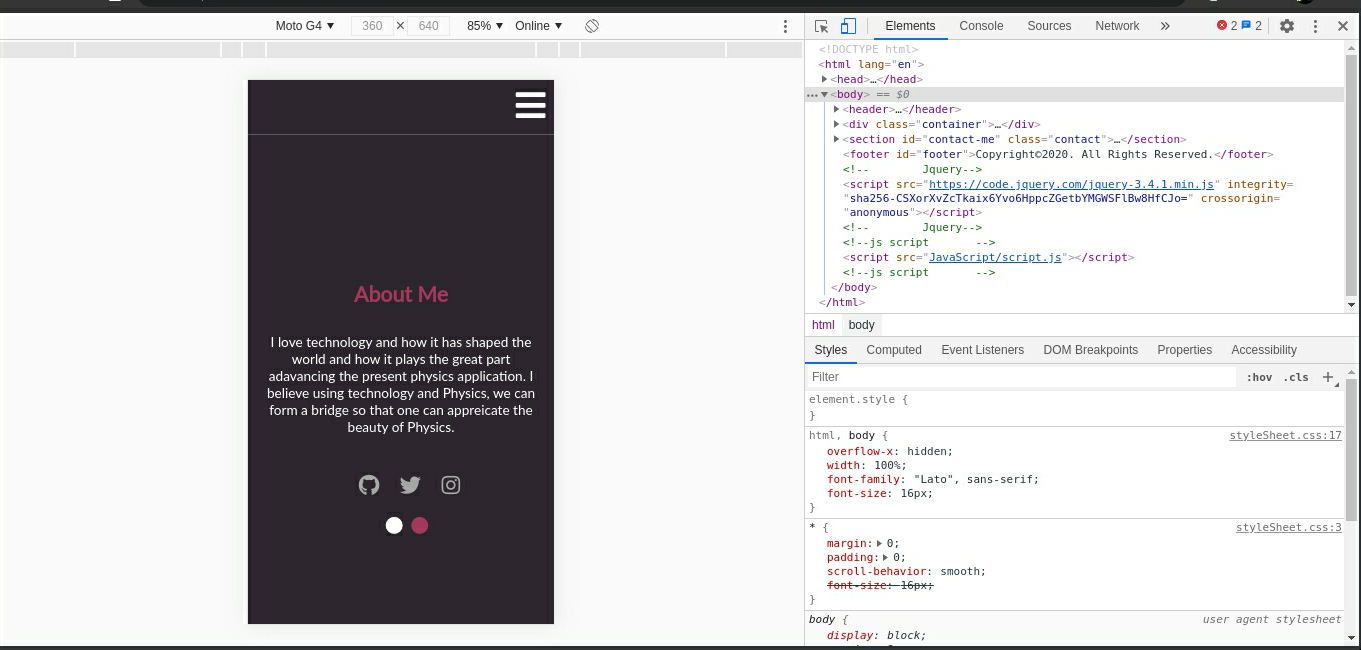 Moto G4 ▼ 360 × 640 85% ▼ Online ▼
About Me
I love technology and how it has shaped the
world and how it plays the great part
adavancing the present physics application. I
believe using technology and Physics, we can
form a bridge so that one can appreicate the
beauty of Physics.
Elements Console Sources Network » 2 2
<!DOCTYPE html>
<html lang="en">
<head>…</head>
<body> == $0
<header>…</header>
<div class="container">…</div>
<section id="contact-me" class="contact">…</section>
<footer id="footer">Copyright©2020. All Rights Reserved.</footer>
<!-- Jquery-->
<script src="https://code.jquery.com/jquery-3.4.1.min.js" integrity=
"sha256-CSXorXvZcTkaix6Yvo6HppcZGetbYMGWSFlBw8HfCJo=" crossorigin=
"anonymous"></script>
<!-- Jquery-->
<!--js script -->
<script src="JavaScript/script.js"></script>
<!--js script -->
</body>
</html>
html body
Styles Computed Event Listeners DOM Breakpoints Properties Accessibility
Filter :hov .cls +
element.style {
}
html, body { styleSheet.css:17
overflow-x: hidden;
width: 100%;
font-family: "Lato", sans-serif;
font-size: 16px;
}
* { styleSheet.css:3
margin: 0;
padding: 0;
scroll-behavior: smooth;
font-size: 16px;
}
body { user agent stylesheet
display: block;